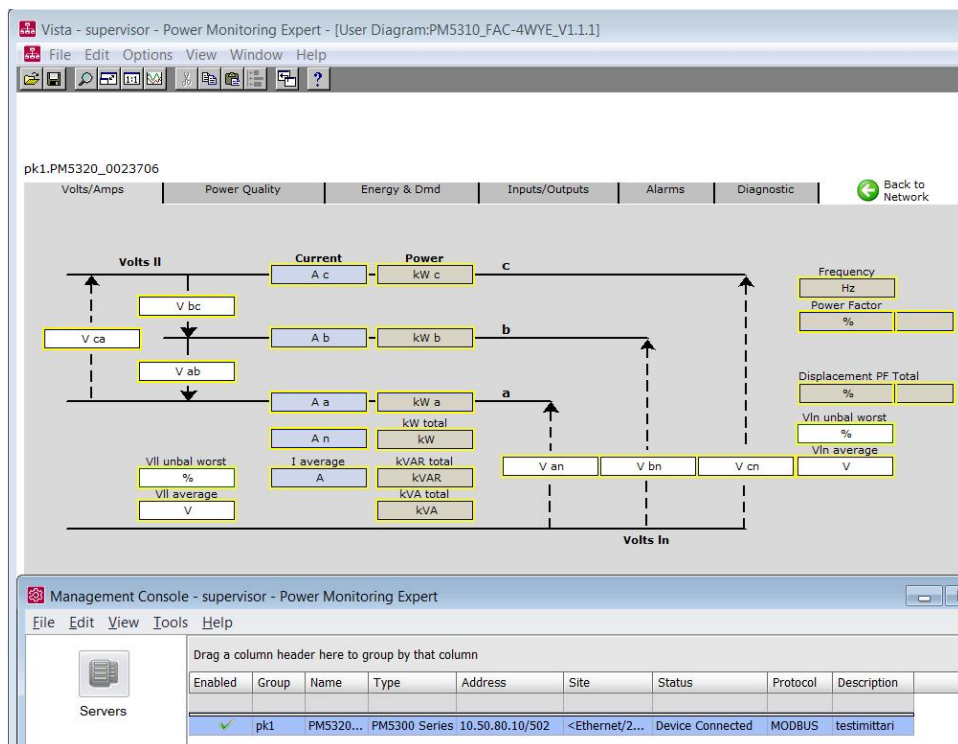 Vista - supervisor - Power Monitoring Expert - [User Diagram:PM5310_FAC-4WYE_V1.1.1]
File Edit Options View Window Help
1:1 ?
pk1.PM5320_0023706
Volts/Amps Power Quality Energy & Dmd Inputs/Outputs Alarms Diagnostic Back to
Network
Volts ll Current Power
A c kW c c
Frequency
Hz
V bc Power Factor
%
V ca A b kW b b
V ab
Displacement PF Total
%
A a kW a a
kW total Vln unbal worst
A n kW %
Vll unbal worst I average kVAR total Vln average
% A kVAR V an V bn V cn V
Vll average kVA total
V kVA
Volts ln
Management Console - supervisor - Power Monitoring Expert
File Edit View Tools Help
Drag a column header here to group by that column
Enabled Group Name Type Address Site Status Protocol Description
Servers
pk1 PM5320... PM5300 Series 10.50.80.10/502 <Ethernet/2... Device Connected MODBUS testimittari